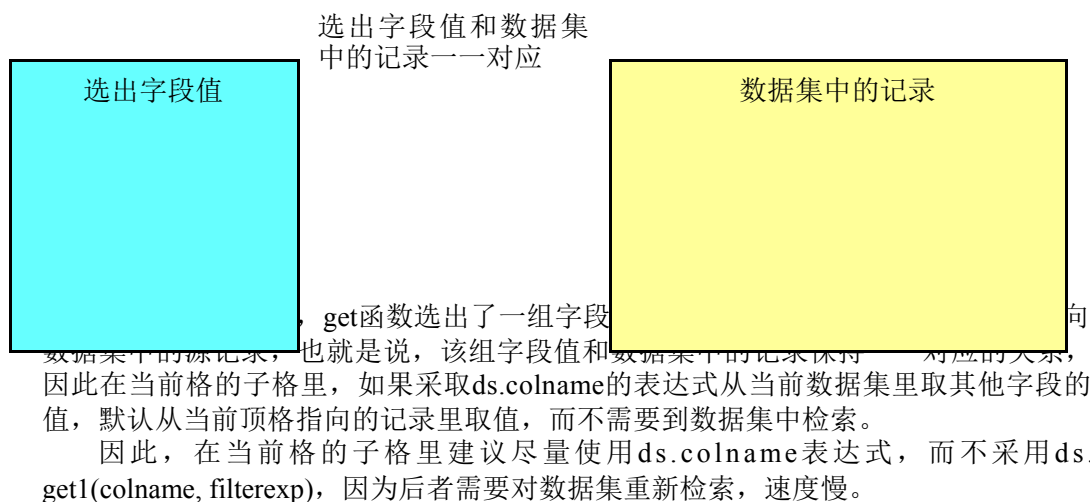 选出字段值和数据集
中的记录一一对应
选出字段值
数据集中的记录
，get函数选出了一组字段 向
数据集中的源记录，也就是说，该组字段值和数据集中的记录保持一一对应的关系，
因此在当前格的子格里，如果采取ds.colname的表达式从当前数据集里取其他字段的
值，默认从当前顶格指向的记录里取值，而不需要到数据集中检索。
因此，在当前格的子格里建议尽量使用ds.colname表达式，而不采用ds.
get1(colname, filterexp)，因为后者需要对数据集重新检索，速度慢。